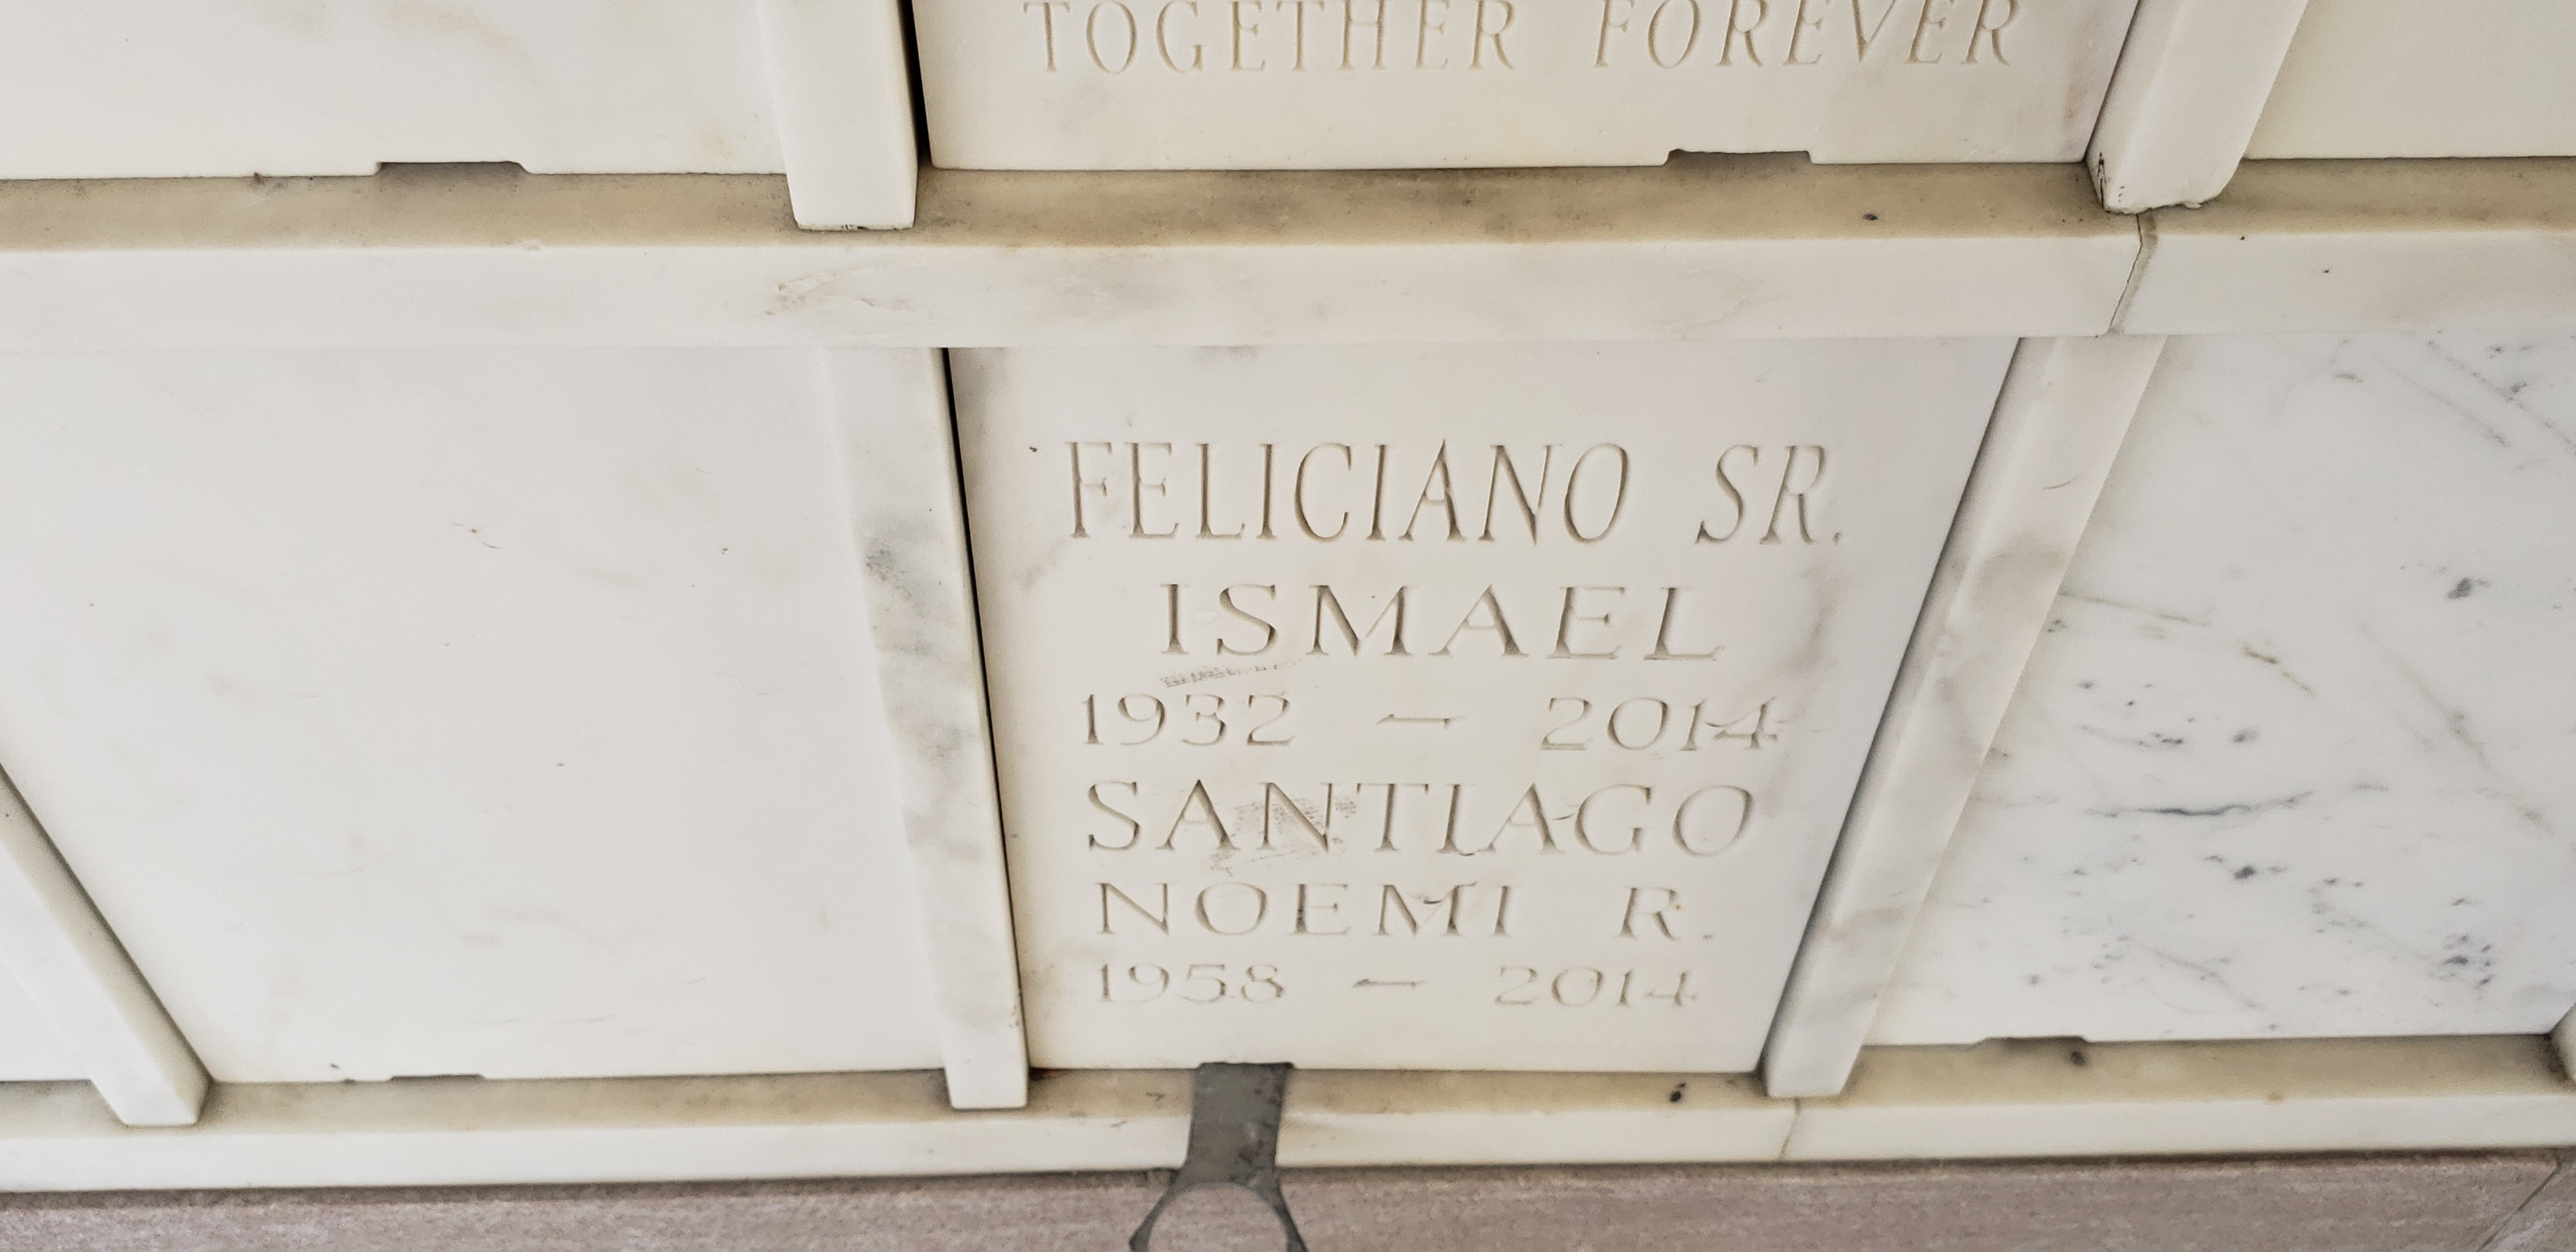 TOGETHER FOREVER
FELICIANO SR.
ISMAEL
1932 — 2014
SANTIAGO
NOEMI R.
1958 — 2014